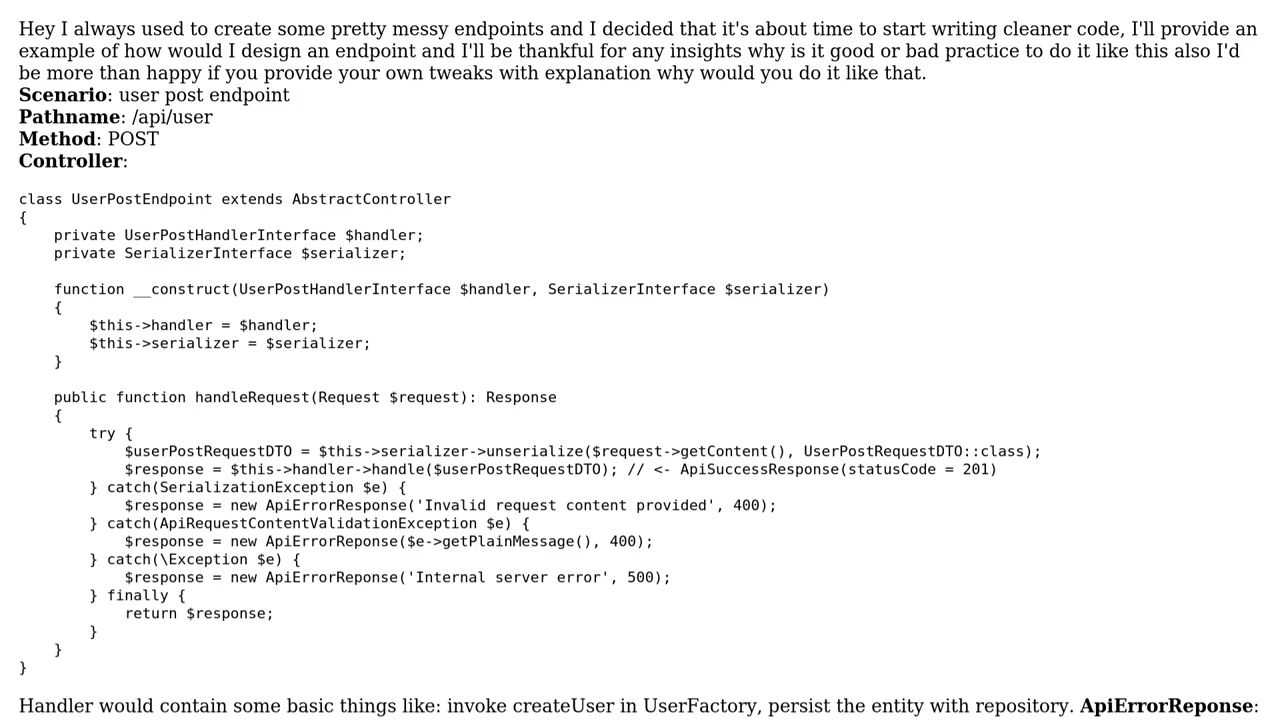 Hey I always used to create some pretty messy endpoints and I decided that it's about time to start writing cleaner code, I'll provide an
example of how would I design an endpoint and I'll be thankful for any insights why is it good or bad practice to do it like this also I'd
be more than happy if you provide your own tweaks with explanation why would you do it like that.
Scenario: user post endpoint
Pathname: /api/user
Method: POST
Controller:
class UserPostEndpoint extends AbstractController
{
    private UserPostHandlerInterface $handler;
    private SerializerInterface $serializer;
    function __construct(UserPostHandlerInterface $handler, SerializerInterface $serializer)
    {
        $this->handler = $handler;
        $this->serializer = $serializer;
    }
    public function handleRequest(Request $request): Response
    {
        try {
            $userPostRequestDTO = $this->serializer->unserialize($request->getContent(), UserPostRequestDTO::class);
            $response = $this->handler->handle($userPostRequestDTO); // <- ApiSuccessResponse(statusCode = 201)
        } catch(SerializationException $e) {
            $response = new ApiErrorResponse('Invalid request content provided', 400);
        } catch(ApiRequestContentValidationException $e) {
            $response = new ApiErrorReponse($e->getPlainMessage(), 400);
        } catch(\Exception $e) {
            $response = new ApiErrorReponse('Internal server error', 500);
        } finally {
            return $response;
        }
    }
}
Handler would contain some basic things like: invoke createUser in UserFactory, persist the entity with repository. ApiErrorReponse: